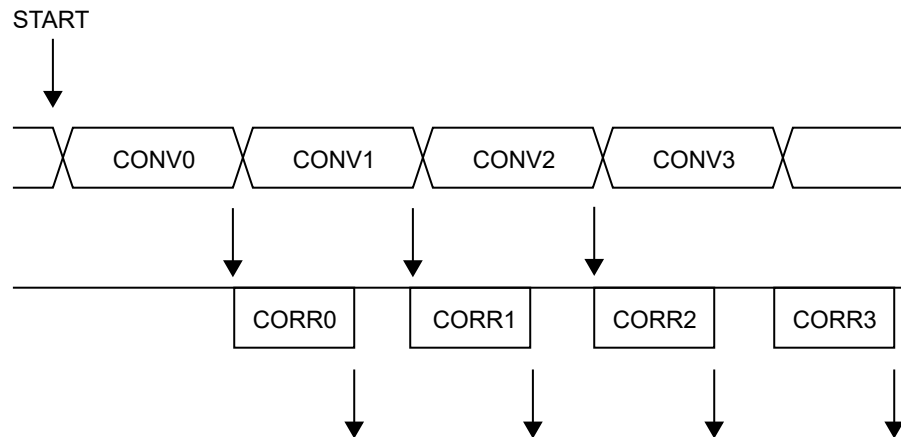 START
CONV0 CONV1 CONV2 CONV3
CORR0 CORR1 CORR2 CORR3